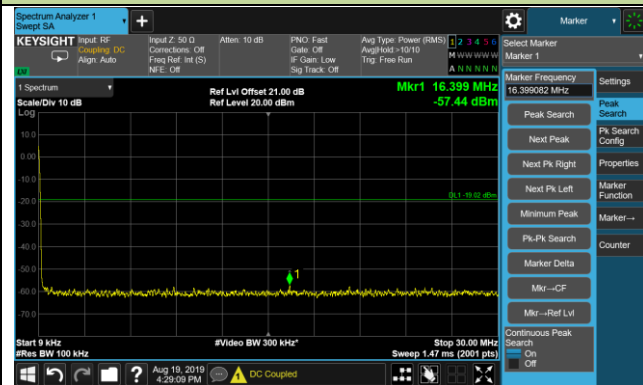 Spectrum Analyzer 1
Swept SA
+
Marker
KEYSIGHT
Input: RF
Coupling: DC
Align: Auto
Input Z: 50 Ω
Corrections: Off
Freq Ref: Int (S)
NFE: Off
Atten: 10 dB
PNO: Fast
Gate: Off
IF Gain: Low
Sig Track: Off
Avg Type: Power (RMS)
Avg|Hold:>10/10
Trig: Free Run
1 2 3 4 5 6
M W W W W W
A N N N N N
LXI
Select Marker
Marker 1
1 Spectrum
Scale/Div 10 dB
Log
Ref Lvl Offset 21.00 dB
Ref Level 20.00 dBm
Mkr1 16.399 MHz
-57.44 dBm
10.0
0.00
-10.0
-20.0
-30.0
-40.0
-50.0
-60.0
-70.0
DL1 -19.02 dBm
1
Start 9 kHz
#Res BW 100 kHz
#Video BW 300 kHz*
Stop 30.00 MHz
Sweep 1.47 ms (2001 pts)
Marker Frequency
16.399082 MHz
Peak Search
Next Peak
Next Pk Right
Next Pk Left
Minimum Peak
Pk-Pk Search
Marker Delta
Mkr→CF
Mkr→Ref Lvl
Continuous Peak
Search
On
Off
Settings
Peak
Search
Pk Search
Config
Properties
Marker
Function
Marker→
Counter
?
Aug 19, 2019
4:29:09 PM
DC Coupled